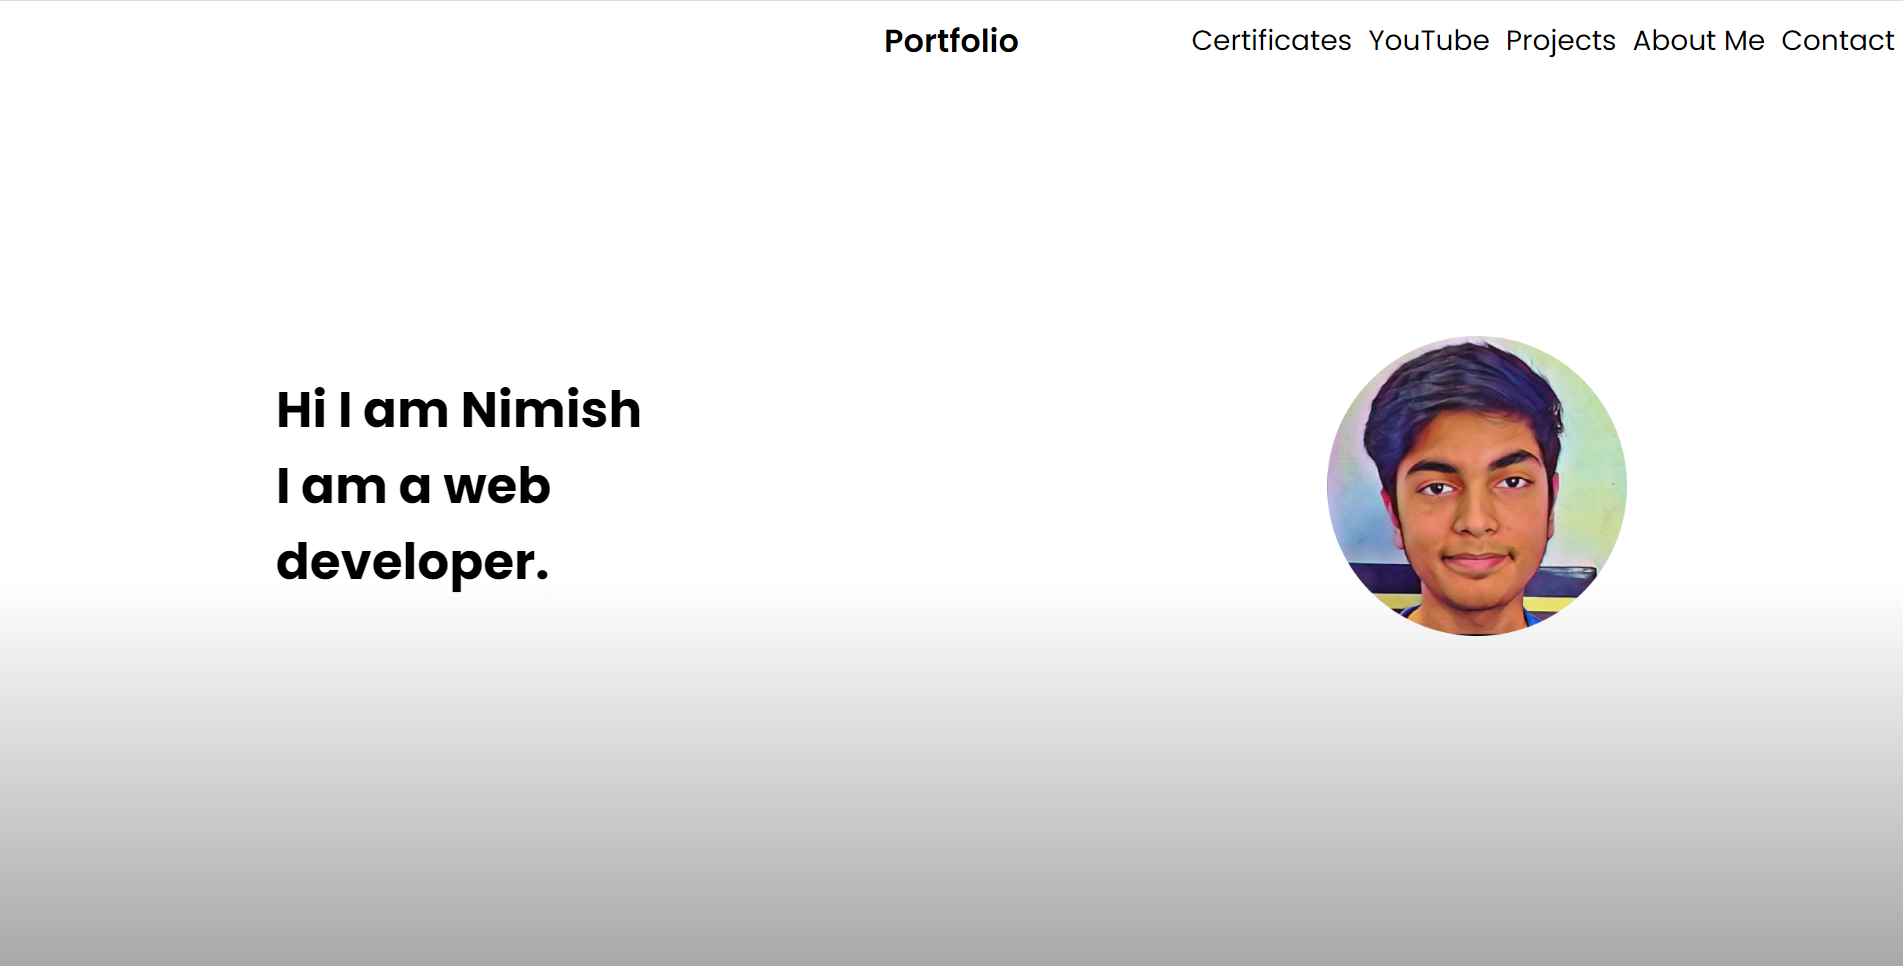 Portfolio
Certificates YouTube Projects About Me Contact
Hi I am Nimish
I am a web
developer.